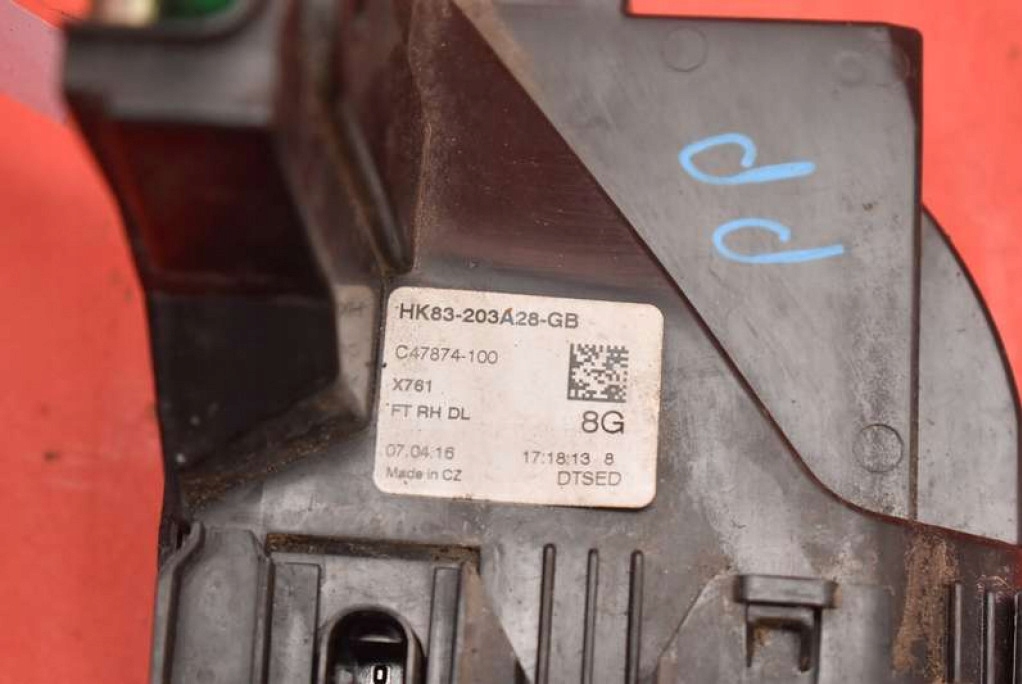 HK83-203A28-GB
C47874-100
X761
FT RH DL
8G
07.04.16 17:18:13 8
Made in CZ DTSED